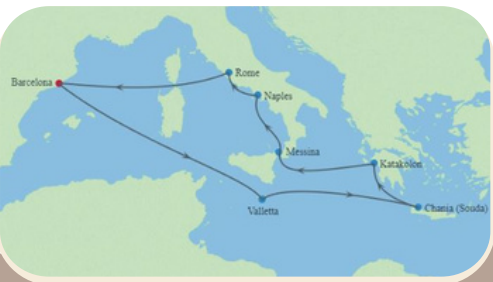 Rome
Barcelona
Naples
Messina
Katakolon
Valletta
Chania (Souda)